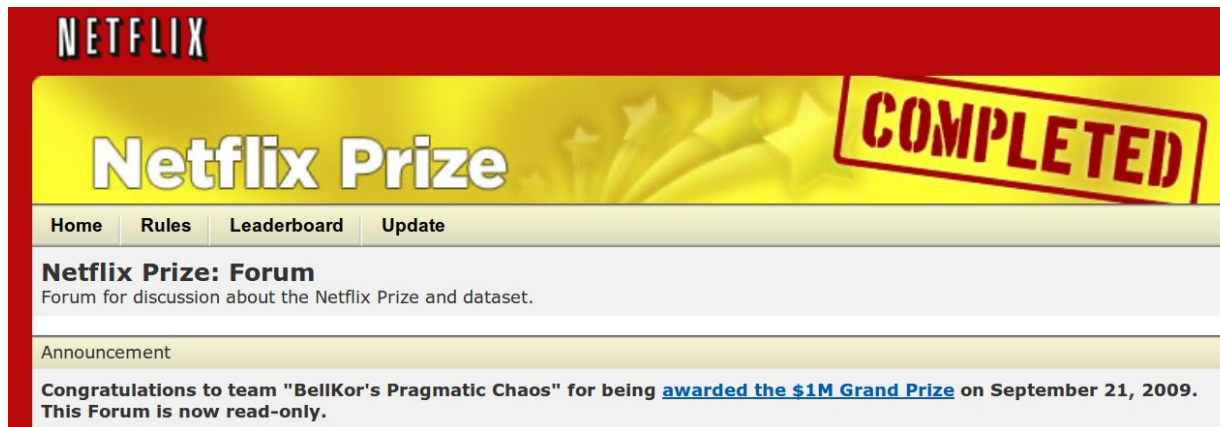 NETFLIX
Netflix Prize
COMPLETED
Home Rules Leaderboard Update
Netflix Prize: Forum
Forum for discussion about the Netflix Prize and dataset.
Announcement
Congratulations to team "BellKor's Pragmatic Chaos" for being awarded the $1M Grand Prize on September 21, 2009.
This Forum is now read-only.